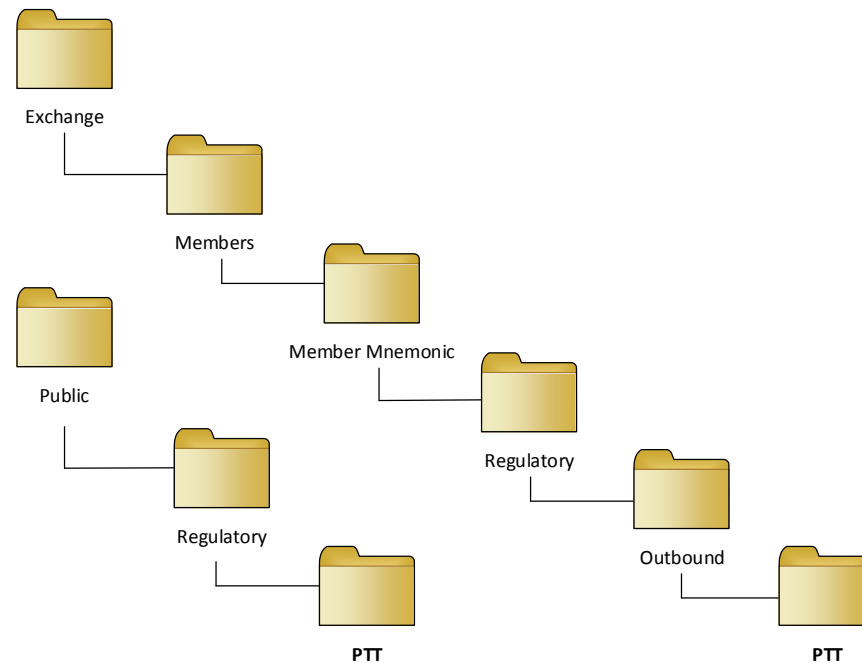 Exchange
Members
Member Mnemonic
Public
Regulatory
Regulatory
Outbound
PTT
PTT